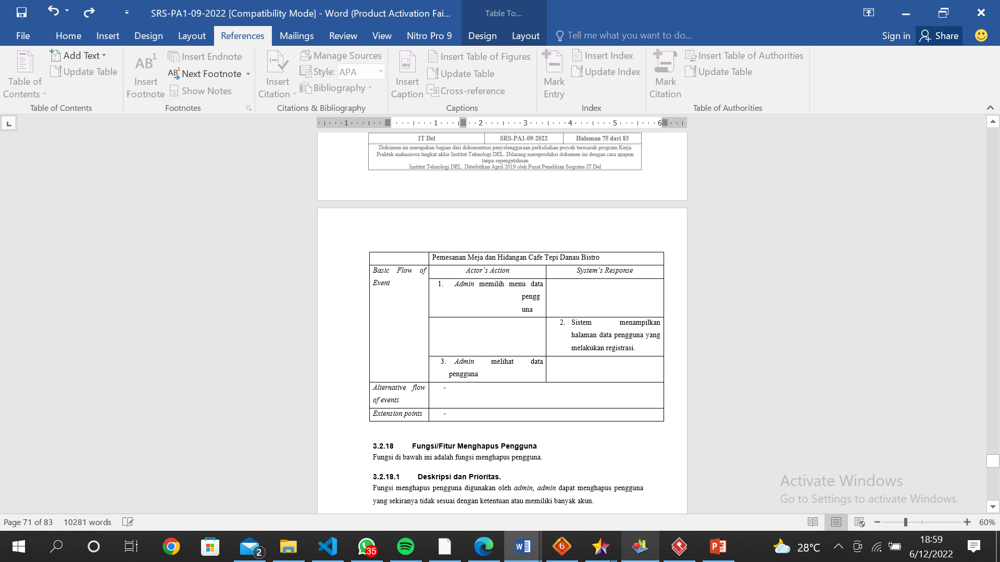 SRS-PA1-09-2022 [Compatibility Mode] - Word (Product Activation Fai...
Table To...
File Home Insert Design Layout References Mailings Review View Nitro Pro 9 Design Layout Tell me what you want to do... Sign in Share
Table of Contents
Add Text
Update Table
Table of Contents
AB1
Insert Footnote
Insert Endnote
AB1 Next Footnote
Show Notes
Footnotes
Insert Citation
Manage Sources
Style: APA
Bibliography
Citations & Bibliography
Insert Caption
Insert Table of Figures
Update Table
Cross-reference
Captions
Mark Entry
Insert Index
Update Index
Index
Mark Citation
Insert Table of Authorities
Update Table
Table of Authorities
L
1 1 2 3 4 5 6
IT Del SRS-PA1-09-2022 Halaman 75 dari 83
Dokumen ini merupakan bagian dari dokumentasi penyelenggaraan perkuliahan proyek termasuk program Kerja
Praktek mahasiswa tingkat akhir Institut Teknologi DEL. Dilarang mereproduksi dokumen ini dengan cara apapun
tanpa sepengetahuan
Institut Teknologi DEL. Diterbitkan April 2019 oleh Pusat Penelitian Soqrates IT Del
Pemesanan Meja dan Hidangan Cafe Tepi Danau Bistro
Basic Flow of
Event
Actor's Action System's Response
1. Admin memilih menu data
pengg
una
2. Sistem menampilkan
halaman data pengguna yang
melakukan registrasi.
3. Admin melihat data
pengguna
Alternative flow
of events
-
Extension points -
3.2.18 Fungsi/Fitur Menghapus Pengguna
Fungsi di bawah ini adalah fungsi menghapus pengguna.
3.2.18.1 Deskripsi dan Prioritas.
Fungsi menghapus pengguna digunakan oleh admin, admin dapat menghapus pengguna
yang sekiranya tidak sesuai dengan ketentuan atau memiliki banyak akun.
Activate Windows
Go to Settings to activate Windows.
Page 71 of 83 10281 words 60%
2
35
28°C
18:59
6/12/2022